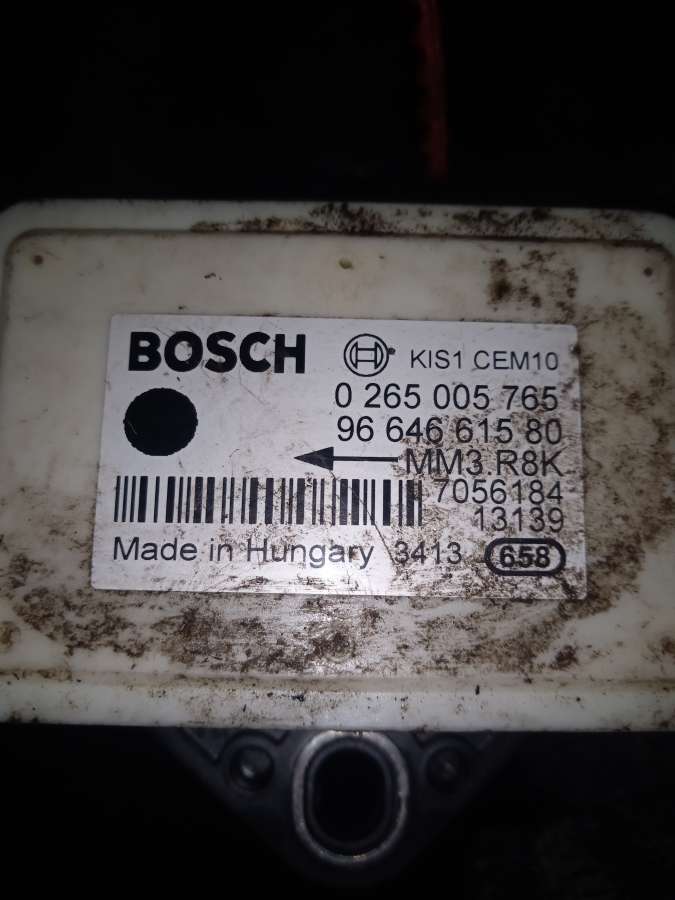 BOSCH KIS1 CEM10
0 265 005 765
96 646 615 80
MM3 R8K
7056184
13139
Made in Hungary 3413 658